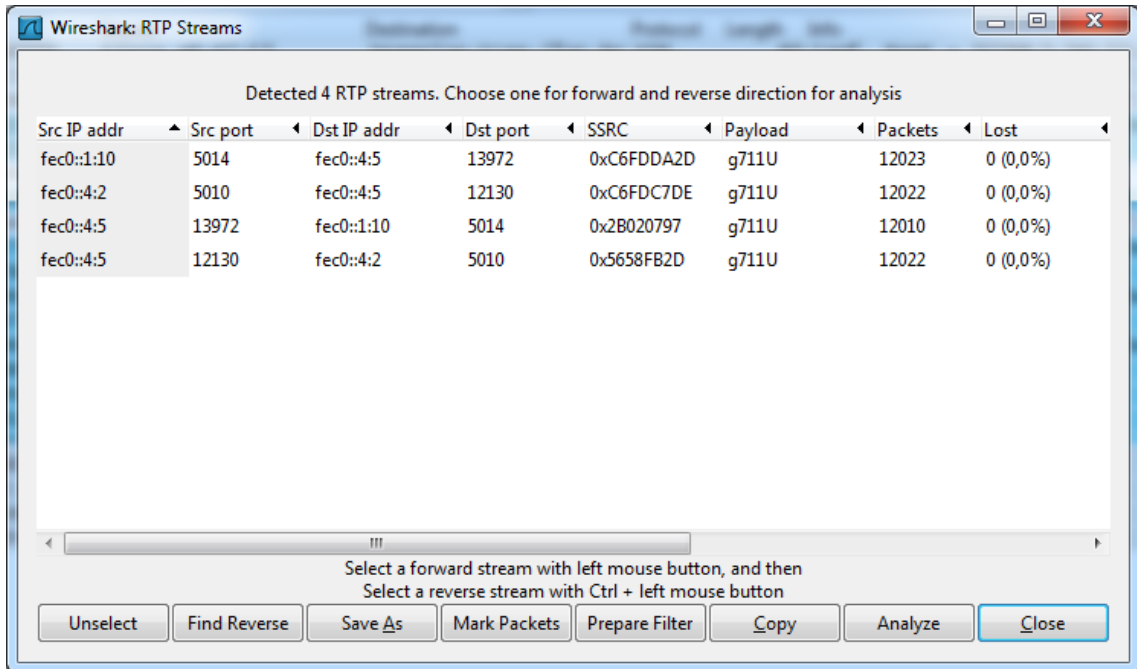 Wireshark: RTP Streams
Detected 4 RTP streams. Choose one for forward and reverse direction for analysis
Src IP addr Src port Dst IP addr Dst port SSRC Payload Packets Lost
fec0::1:10 5014 fec0::4:5 13972 0xC6FDDA2D g711U 12023 0 (0,0%)
fec0::4:2 5010 fec0::4:5 12130 0xC6FDC7DE g711U 12022 0 (0,0%)
fec0::4:5 13972 fec0::1:10 5014 0x2B020797 g711U 12010 0 (0,0%)
fec0::4:5 12130 fec0::4:2 5010 0x5658FB2D g711U 12022 0 (0,0%)
Select a forward stream with left mouse button, and then
Select a reverse stream with Ctrl + left mouse button
Unselect Find Reverse Save As Mark Packets Prepare Filter Copy Analyze Close